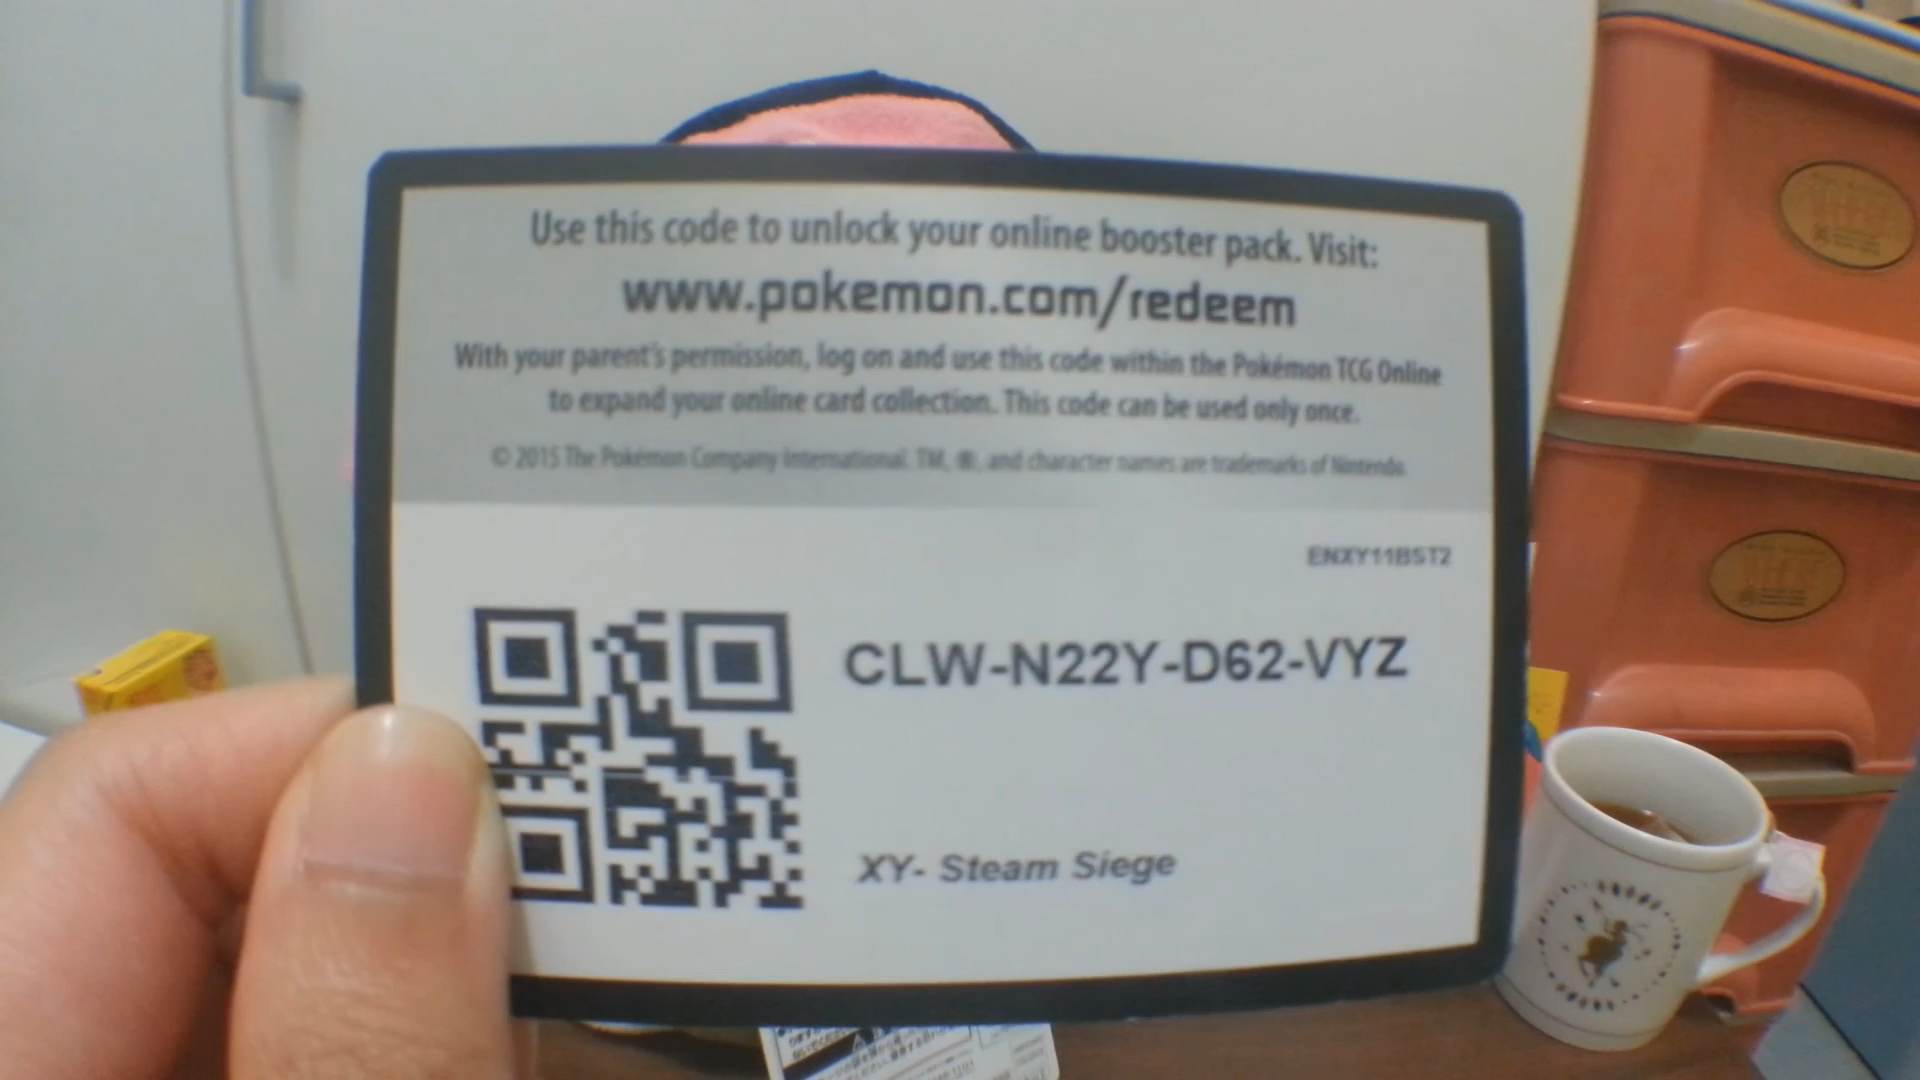 Use this code to unlock your online booster pack. Visit:
www.pokemon.com/redeem
With your parent's permission, log on and use this code within the Pokémon TCG Online
to expand your online card collection. This code can be used only once.
© 2015 The Pokémon Company International. TM, ®, and character names are trademarks of Nintendo.
ENXY11BST2
CLW-N22Y-D62-VYZ
XY- Steam Siege